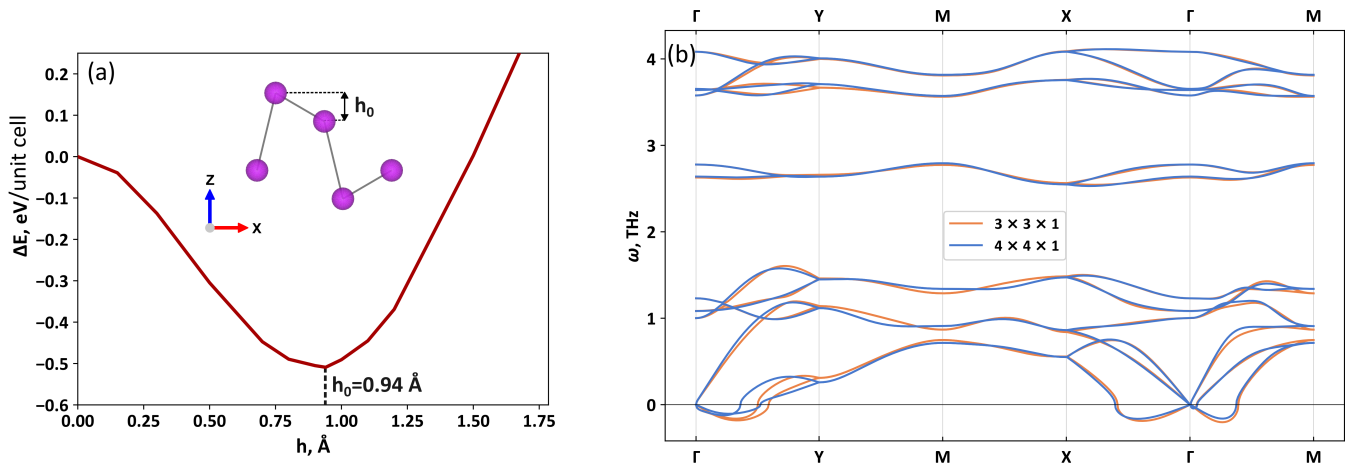 (a)
ΔE, eV/unit cell
0.2
0.1
0.0
−0.1
−0.2
−0.3
−0.4
−0.5
−0.6
h₀
z
x
h₀=0.94 Å
0.00 0.25 0.50 0.75 1.00 1.25 1.50 1.75
h, Å
Γ Y M X Γ M
(b)
ω, THz
4
3
2
1
0
3 × 3 × 1
4 × 4 × 1
Γ Y M X Γ M